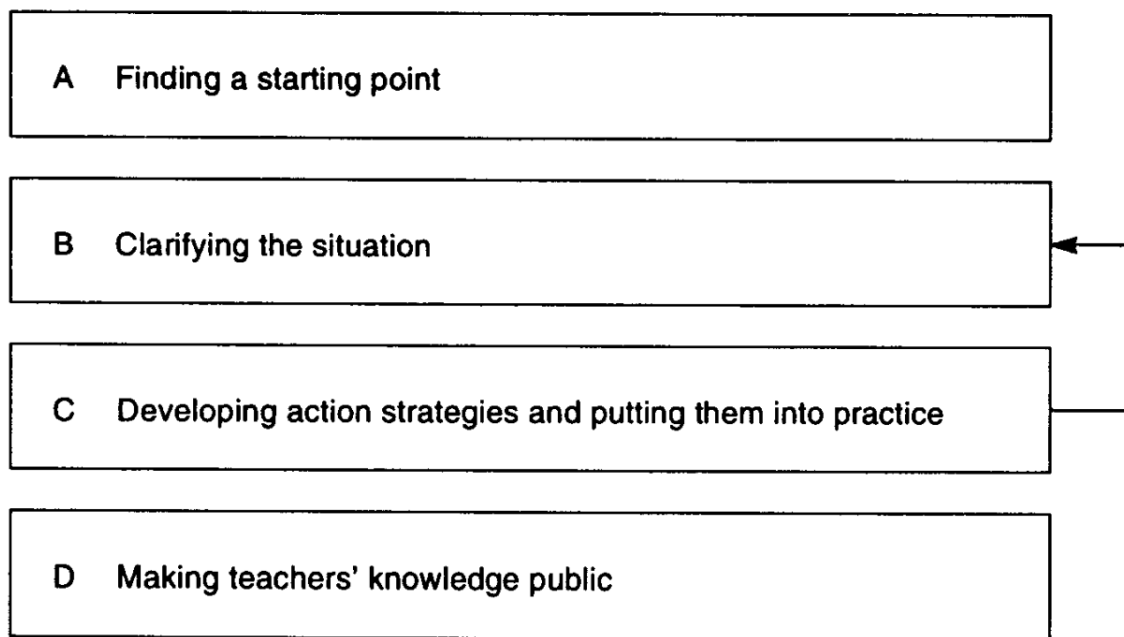 A Finding a starting point
B Clarifying the situation
C Developing action strategies and putting them into practice
D Making teachers' knowledge public